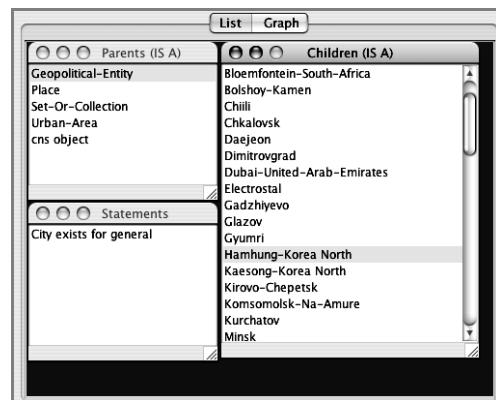 List Graph
Parents (IS A)
Geopolitical-Entity
Place
Set-Or-Collection
Urban-Area
cns object
Statements
City exists for general
Children (IS A)
Bloemfontein-South-Africa
Bolshoy-Kamen
Chiili
Chkalovsk
Daejeon
Dimitrovgrad
Dubai-United-Arab-Emirates
Electrostal
Gadzhiyevo
Glazov
Gyumri
Hamhung-Korea North
Kaesong-Korea North
Kirovo-Chepetsk
Komsomolsk-Na-Amure
Kurchatov
Minsk